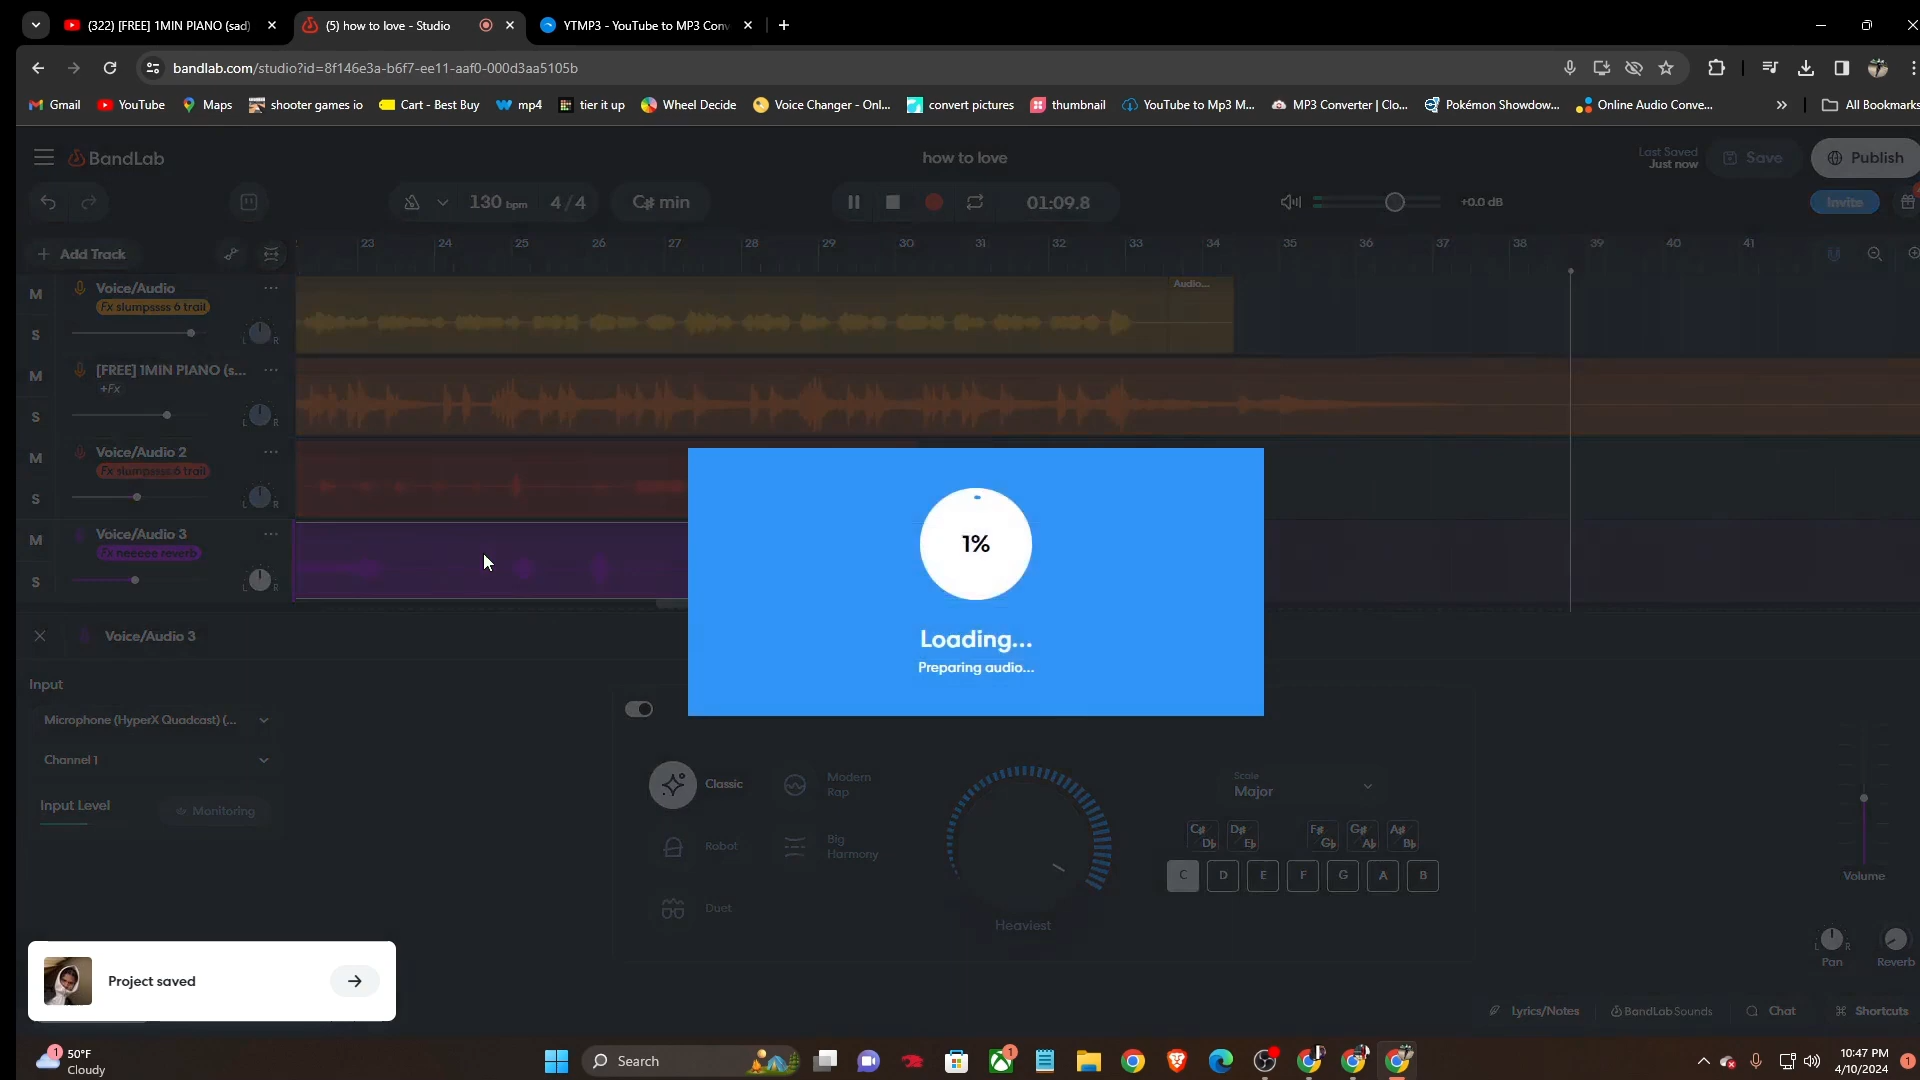 (322) [FREE] 1MIN PIANO (sad)
(5) how to love - Studio
YTMP3 - YouTube to MP3 Conv
bandlab.com/studio?id=8f146e3a-b6f7-ee11-aaf0-000d3aa5105b
Gmail
YouTube
Maps
shooter games io
Cart - Best Buy
mp4
tier it up
Wheel Decide
Voice Changer - Onl...
convert pictures
thumbnail
YouTube to Mp3 M...
MP3 Converter | Clo...
Pokémon Showdow...
Online Audio Conve...
All Bookmarks
BandLab
how to love
Last Saved
Just now
Save
Publish
130 bpm
4/4
C# min
01:09.8
+0.0 dB
Invite
Add Track
23 24 25 26 27 28 29 30 31 32 33 34 35 36 37 38 39 40 41
M
Voice/Audio
Fx slumpssss 6 trail
S
L R
Audio...
M
[FREE] 1MIN PIANO (s...
+Fx
S
L R
M
Voice/Audio 2
Fx slumpssss 6 trail
S
L R
M
Voice/Audio 3
Fx neeeee reverb
S
L R
1%
Loading...
Preparing audio...
Voice/Audio 3
Input
Microphone (HyperX Quadcast) (...
Channel 1
Input Level
Monitoring
Classic
Modern
Rap
Robot
Big
Harmony
Duet
Heaviest
Scale
Major
C# Db
D# Eb
F# Gb
G# Ab
A# Bb
C D E F G A B
Volume
L R
Pan
Reverb
Project saved
Lyrics/Notes
BandLab Sounds
Chat
Shortcuts
1
50°F
Cloudy
Search
1
10:47 PM
4/10/2024
1